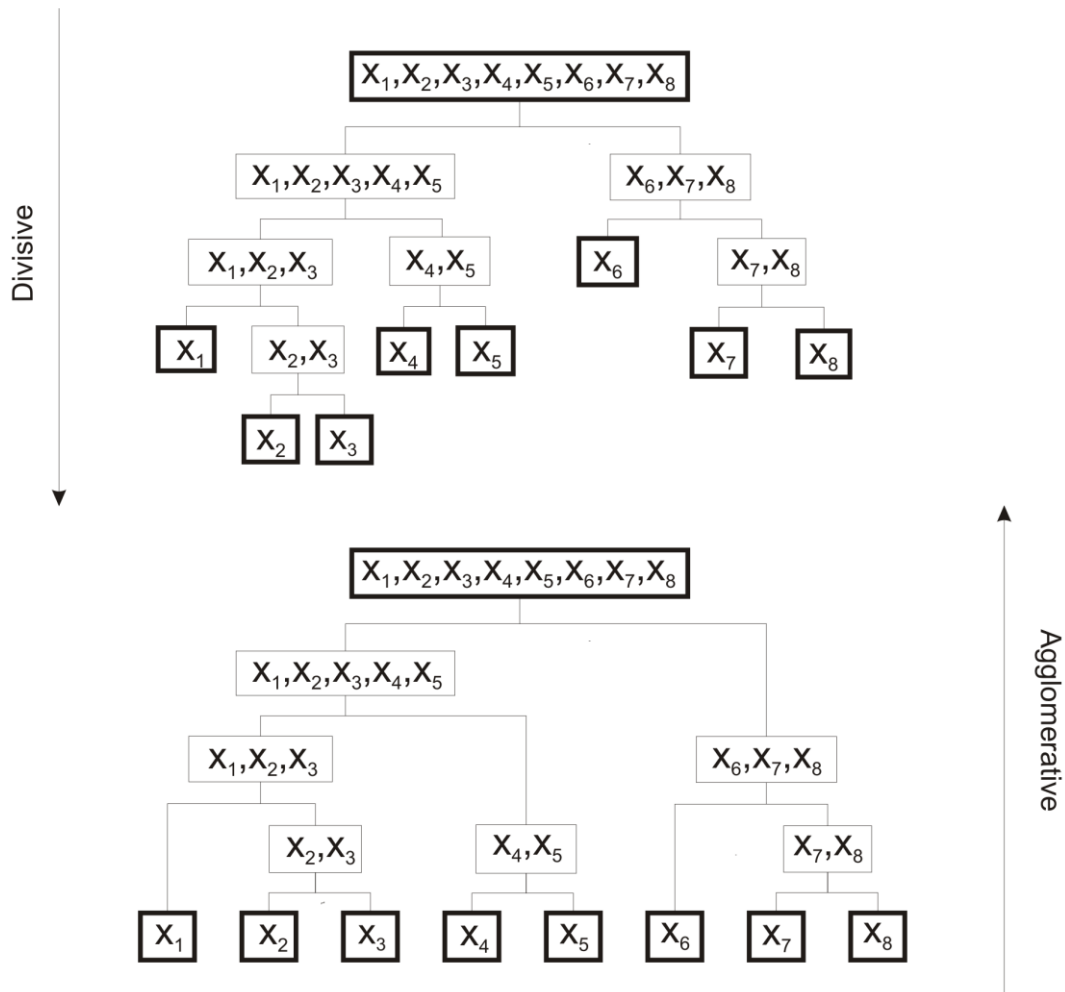 Divisive
X₁,X₂,X₃,X₄,X₅,X₆,X₇,X₈
X₁,X₂,X₃,X₄,X₅
X₆,X₇,X₈
X₁,X₂,X₃
X₄,X₅
X₆
X₇,X₈
X₁
X₂,X₃
X₄
X₅
X₇
X₈
X₂
X₃
Agglomerative
X₁,X₂,X₃,X₄,X₅,X₆,X₇,X₈
X₁,X₂,X₃,X₄,X₅
X₁,X₂,X₃
X₆,X₇,X₈
X₂,X₃
X₄,X₅
X₇,X₈
X₁
X₂
X₃
X₄
X₅
X₆
X₇
X₈